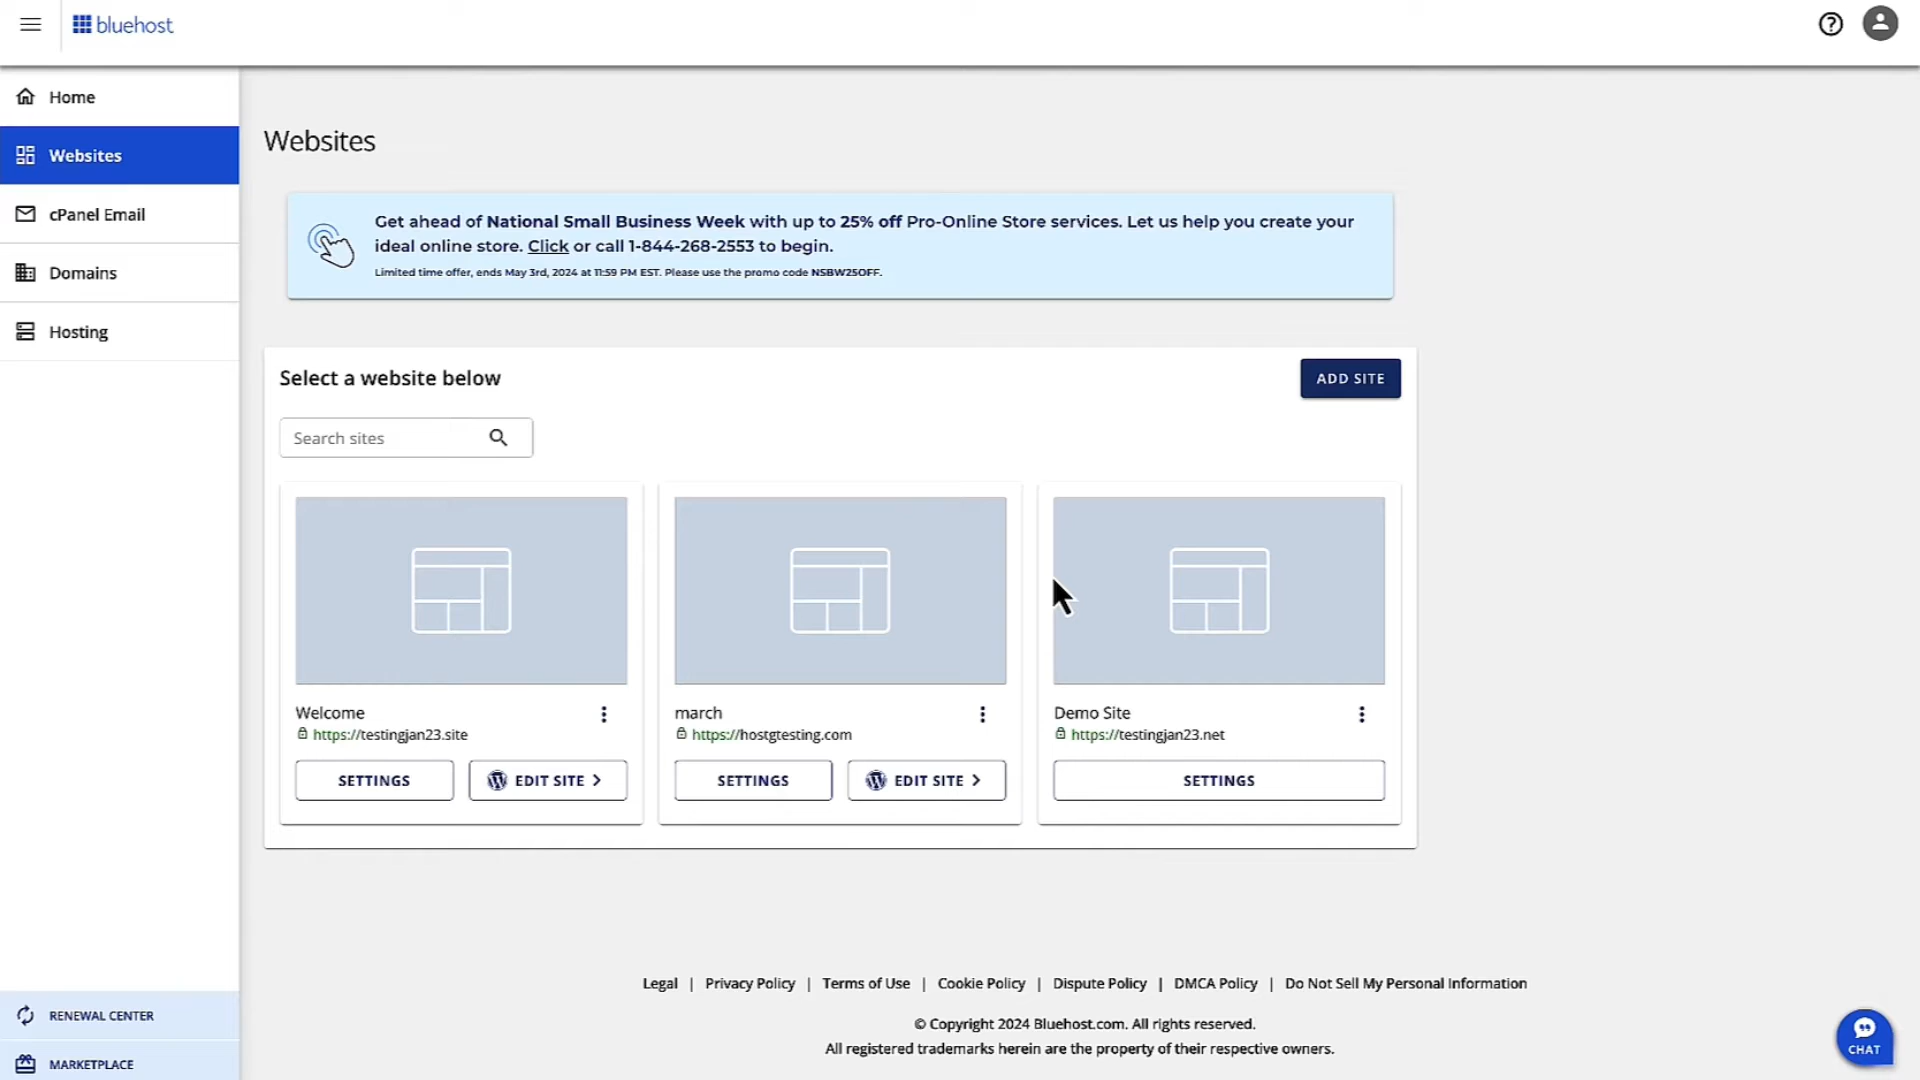 bluehost
Home
Websites
cPanel Email
Domains
Hosting
RENEWAL CENTER
MARKETPLACE
Websites
Get ahead of National Small Business Week with up to 25% off Pro-Online Store services. Let us help you create your
ideal online store. Click or call 1-844-268-2553 to begin.
Limited time offer, ends May 3rd, 2024 at 11:59 PM EST. Please use the promo code NSBW25OFF.
Select a website below
ADD SITE
Search sites
Welcome
https://testingjan23.site
SETTINGS
EDIT SITE
march
https://hostgtesting.com
SETTINGS
EDIT SITE
Demo Site
https://testingjan23.net
SETTINGS
Legal | Privacy Policy | Terms of Use | Cookie Policy | Dispute Policy | DMCA Policy | Do Not Sell My Personal Information
© Copyright 2024 Bluehost.com. All rights reserved.
All registered trademarks herein are the property of their respective owners.
CHAT